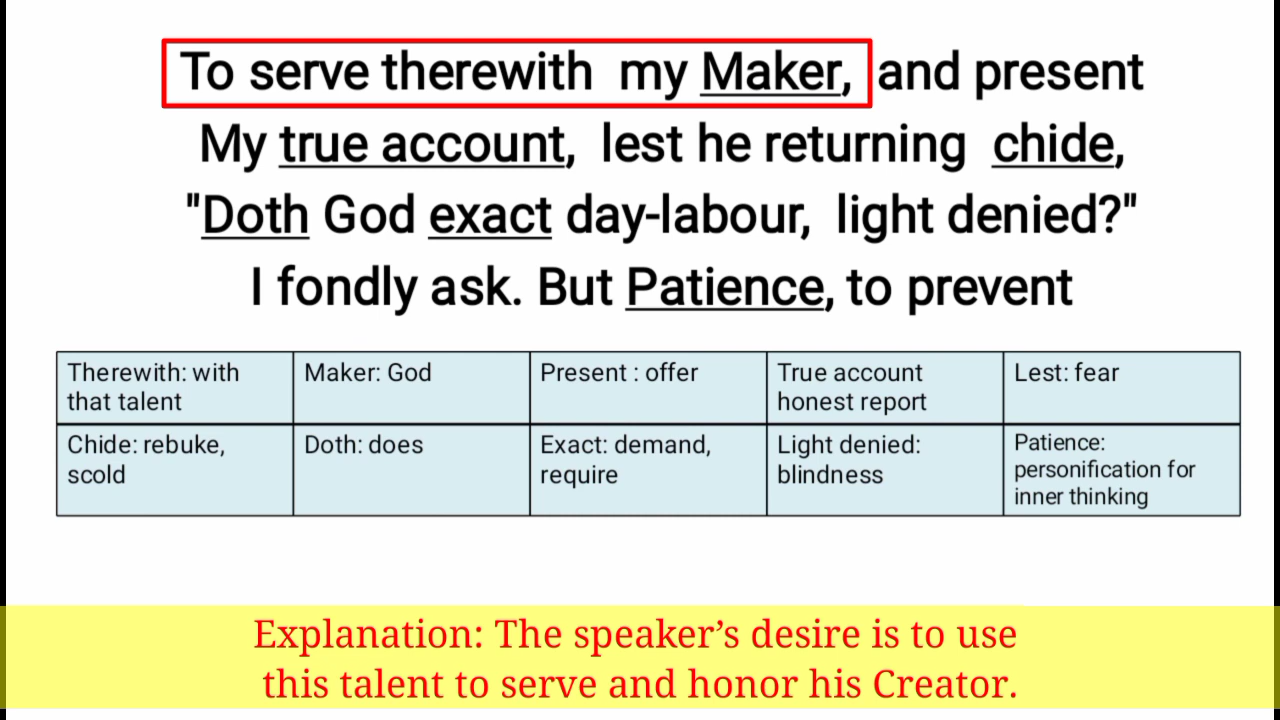 To serve therewith my Maker, and present
My true account, lest he returning chide,
"Doth God exact day-labour, light denied?"
I fondly ask. But Patience, to prevent
Therewith: with
that talent
Maker: God
Present : offer
True account
honest report
Lest: fear
Chide: rebuke,
scold
Doth: does
Exact: demand,
require
Light denied:
blindness
Patience:
personification for
inner thinking
Explanation: The speaker’s desire is to use
this talent to serve and honor his Creator.